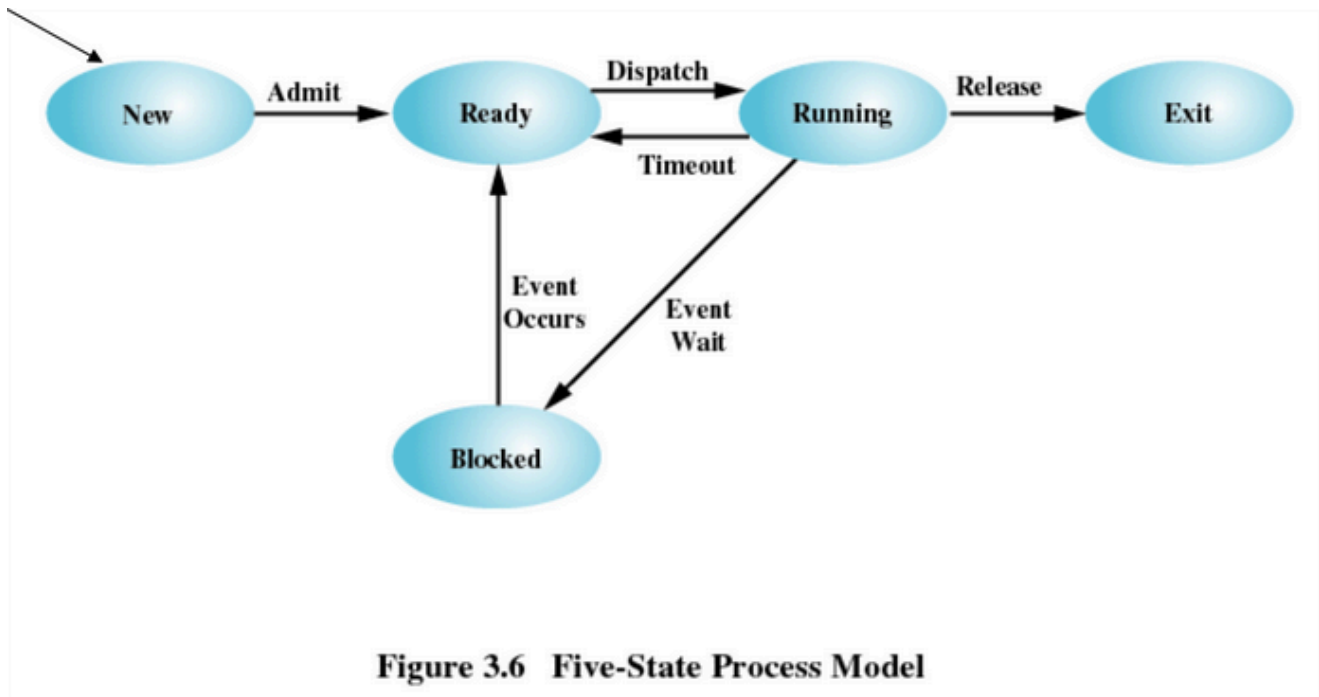 Admit
Dispatch
Release
New
Ready
Running
Exit
Timeout
Event
Occurs
Event
Wait
Blocked
Figure 3.6 Five-State Process Model